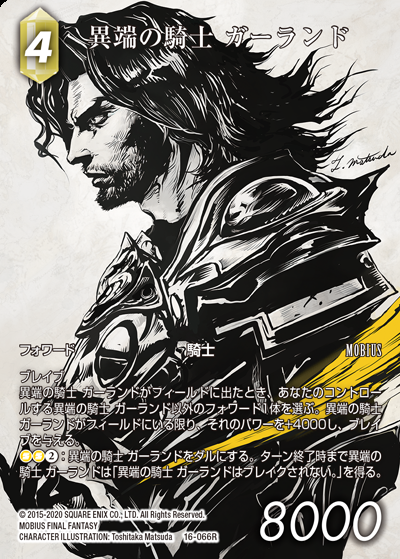 4
異端の騎士 ガーランド
T. Matsuda
フォワード
騎士
MOBIUS
ブレイブ
異端の騎士 ガーランドがフィールドに出たとき、あなたのコントロー
ルする異端の騎士 ガーランド以外のフォワード1体を選ぶ。異端の騎士
ガーランドがフィールドにいる限り、それのパワーを+4000し、ブレイ
ブを与える。
2：異端の騎士 ガーランドをダルにする。ターン終了時まで異端の
騎士 ガーランドは「異端の騎士 ガーランドはブレイクされない。」を得る。
© 2015-2020 SQUARE ENIX CO., LTD. All Rights Reserved.
MOBIUS FINAL FANTASY
CHARACTER ILLUSTRATION: Toshitaka Matsuda
16-066R
8000